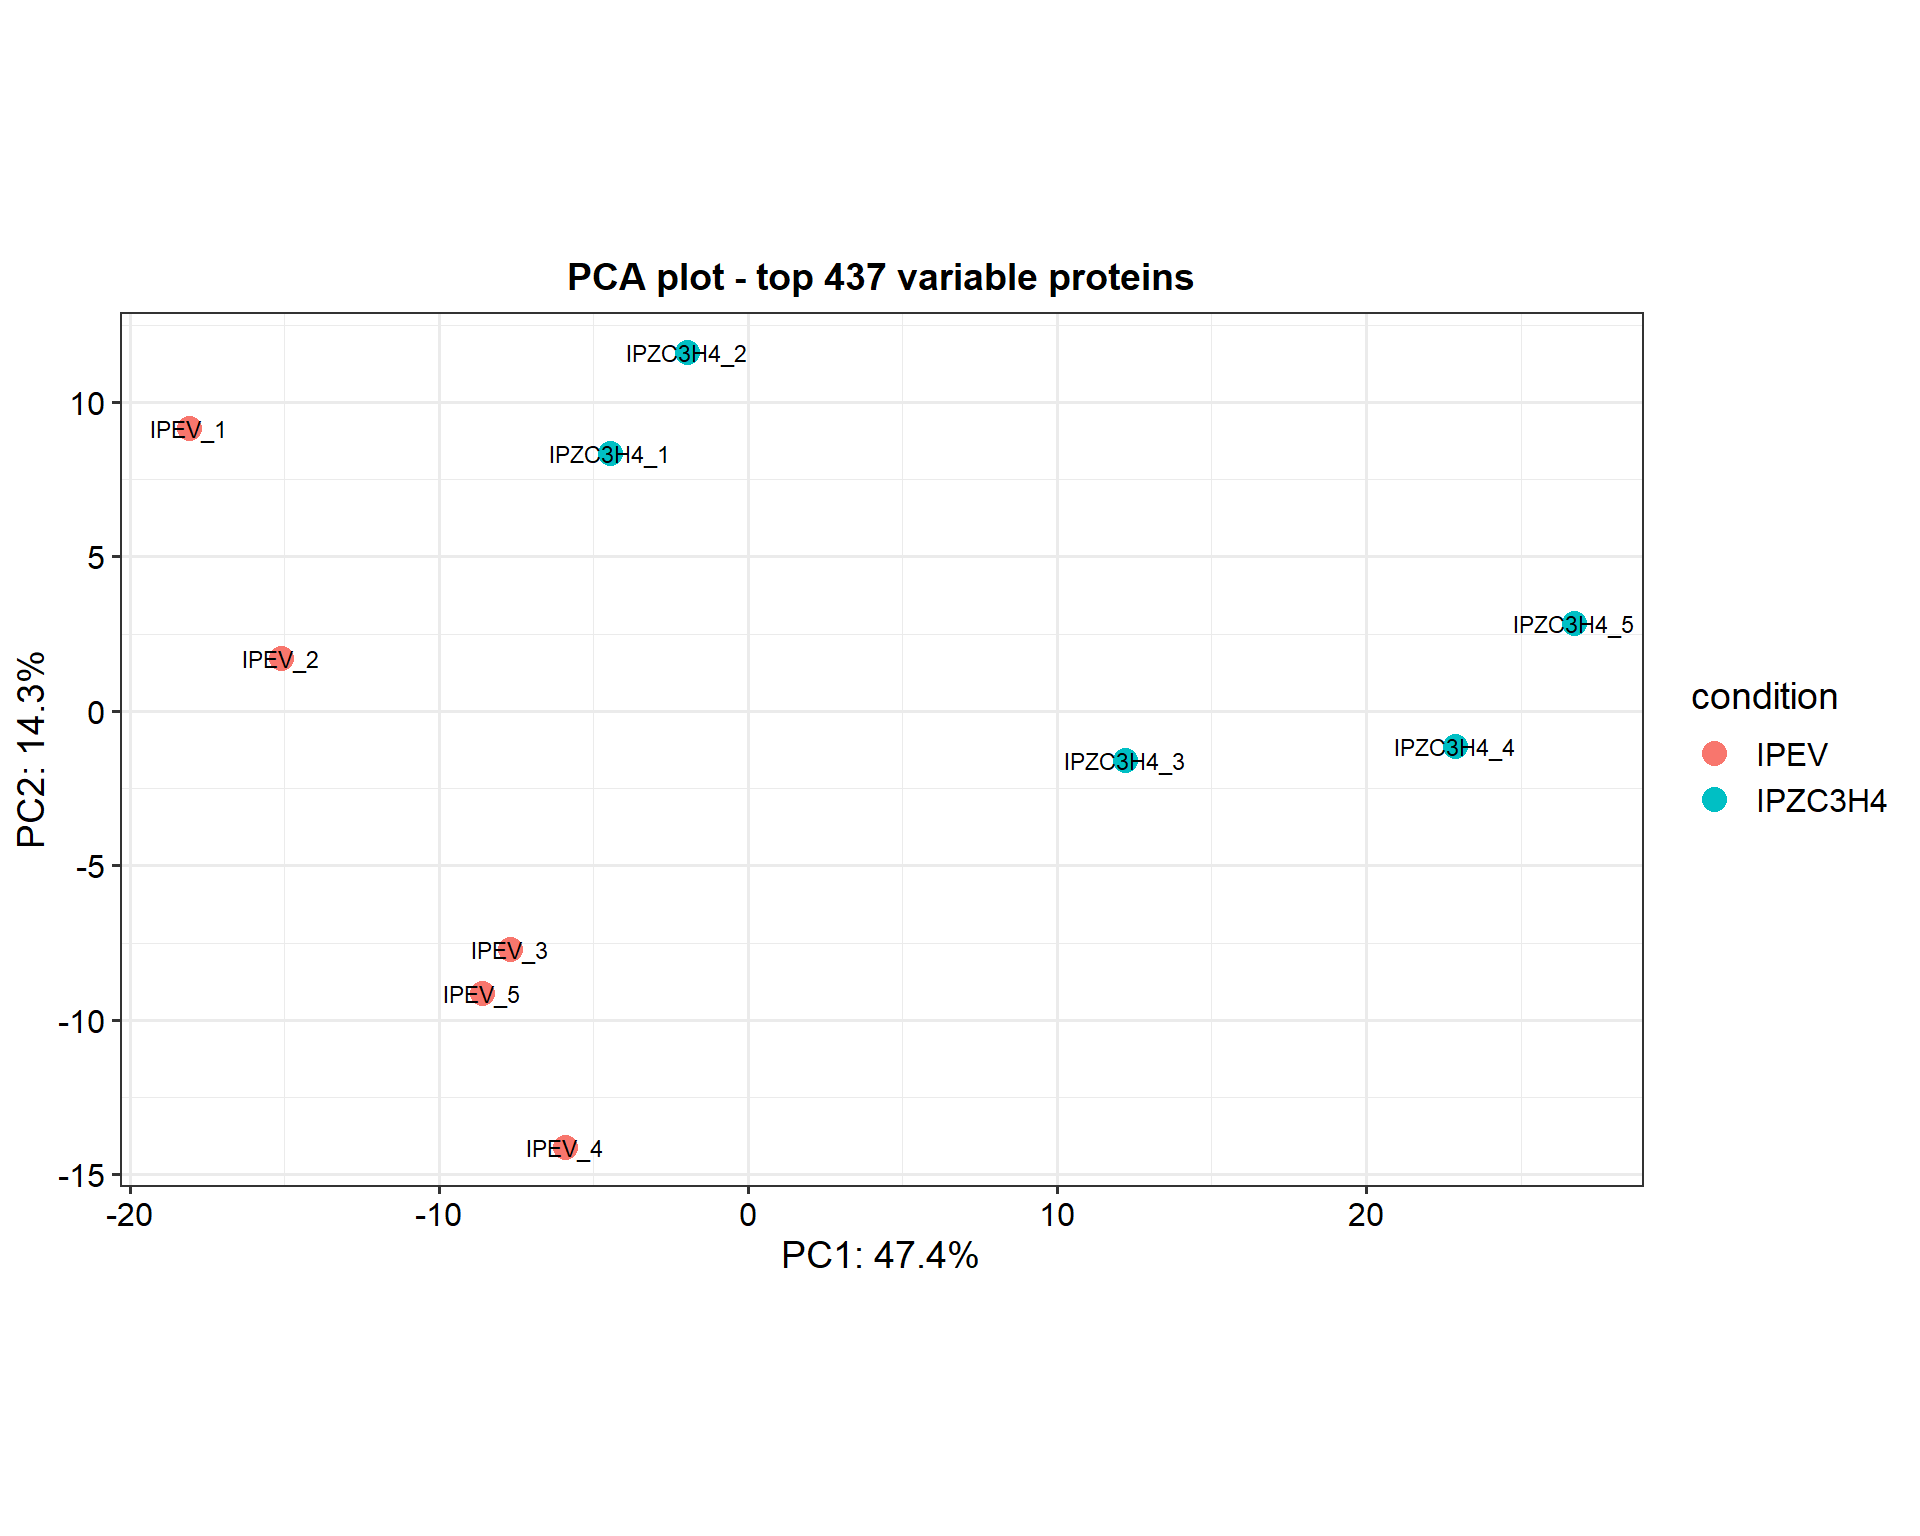 PCA plot - top 437 variable proteins
IPZC3H4_2
IPEV_1
IPZC3H4_1
IPZC3H4_5
IPEV_2
IPZC3H4_4
IPZC3H4_3
IPEV_3
IPEV_5
IPEV_4
10
5
0
-5
-10
-15
PC2: 14.3%
-20 -10 0 10 20
PC1: 47.4%
condition
IPEV
IPZC3H4